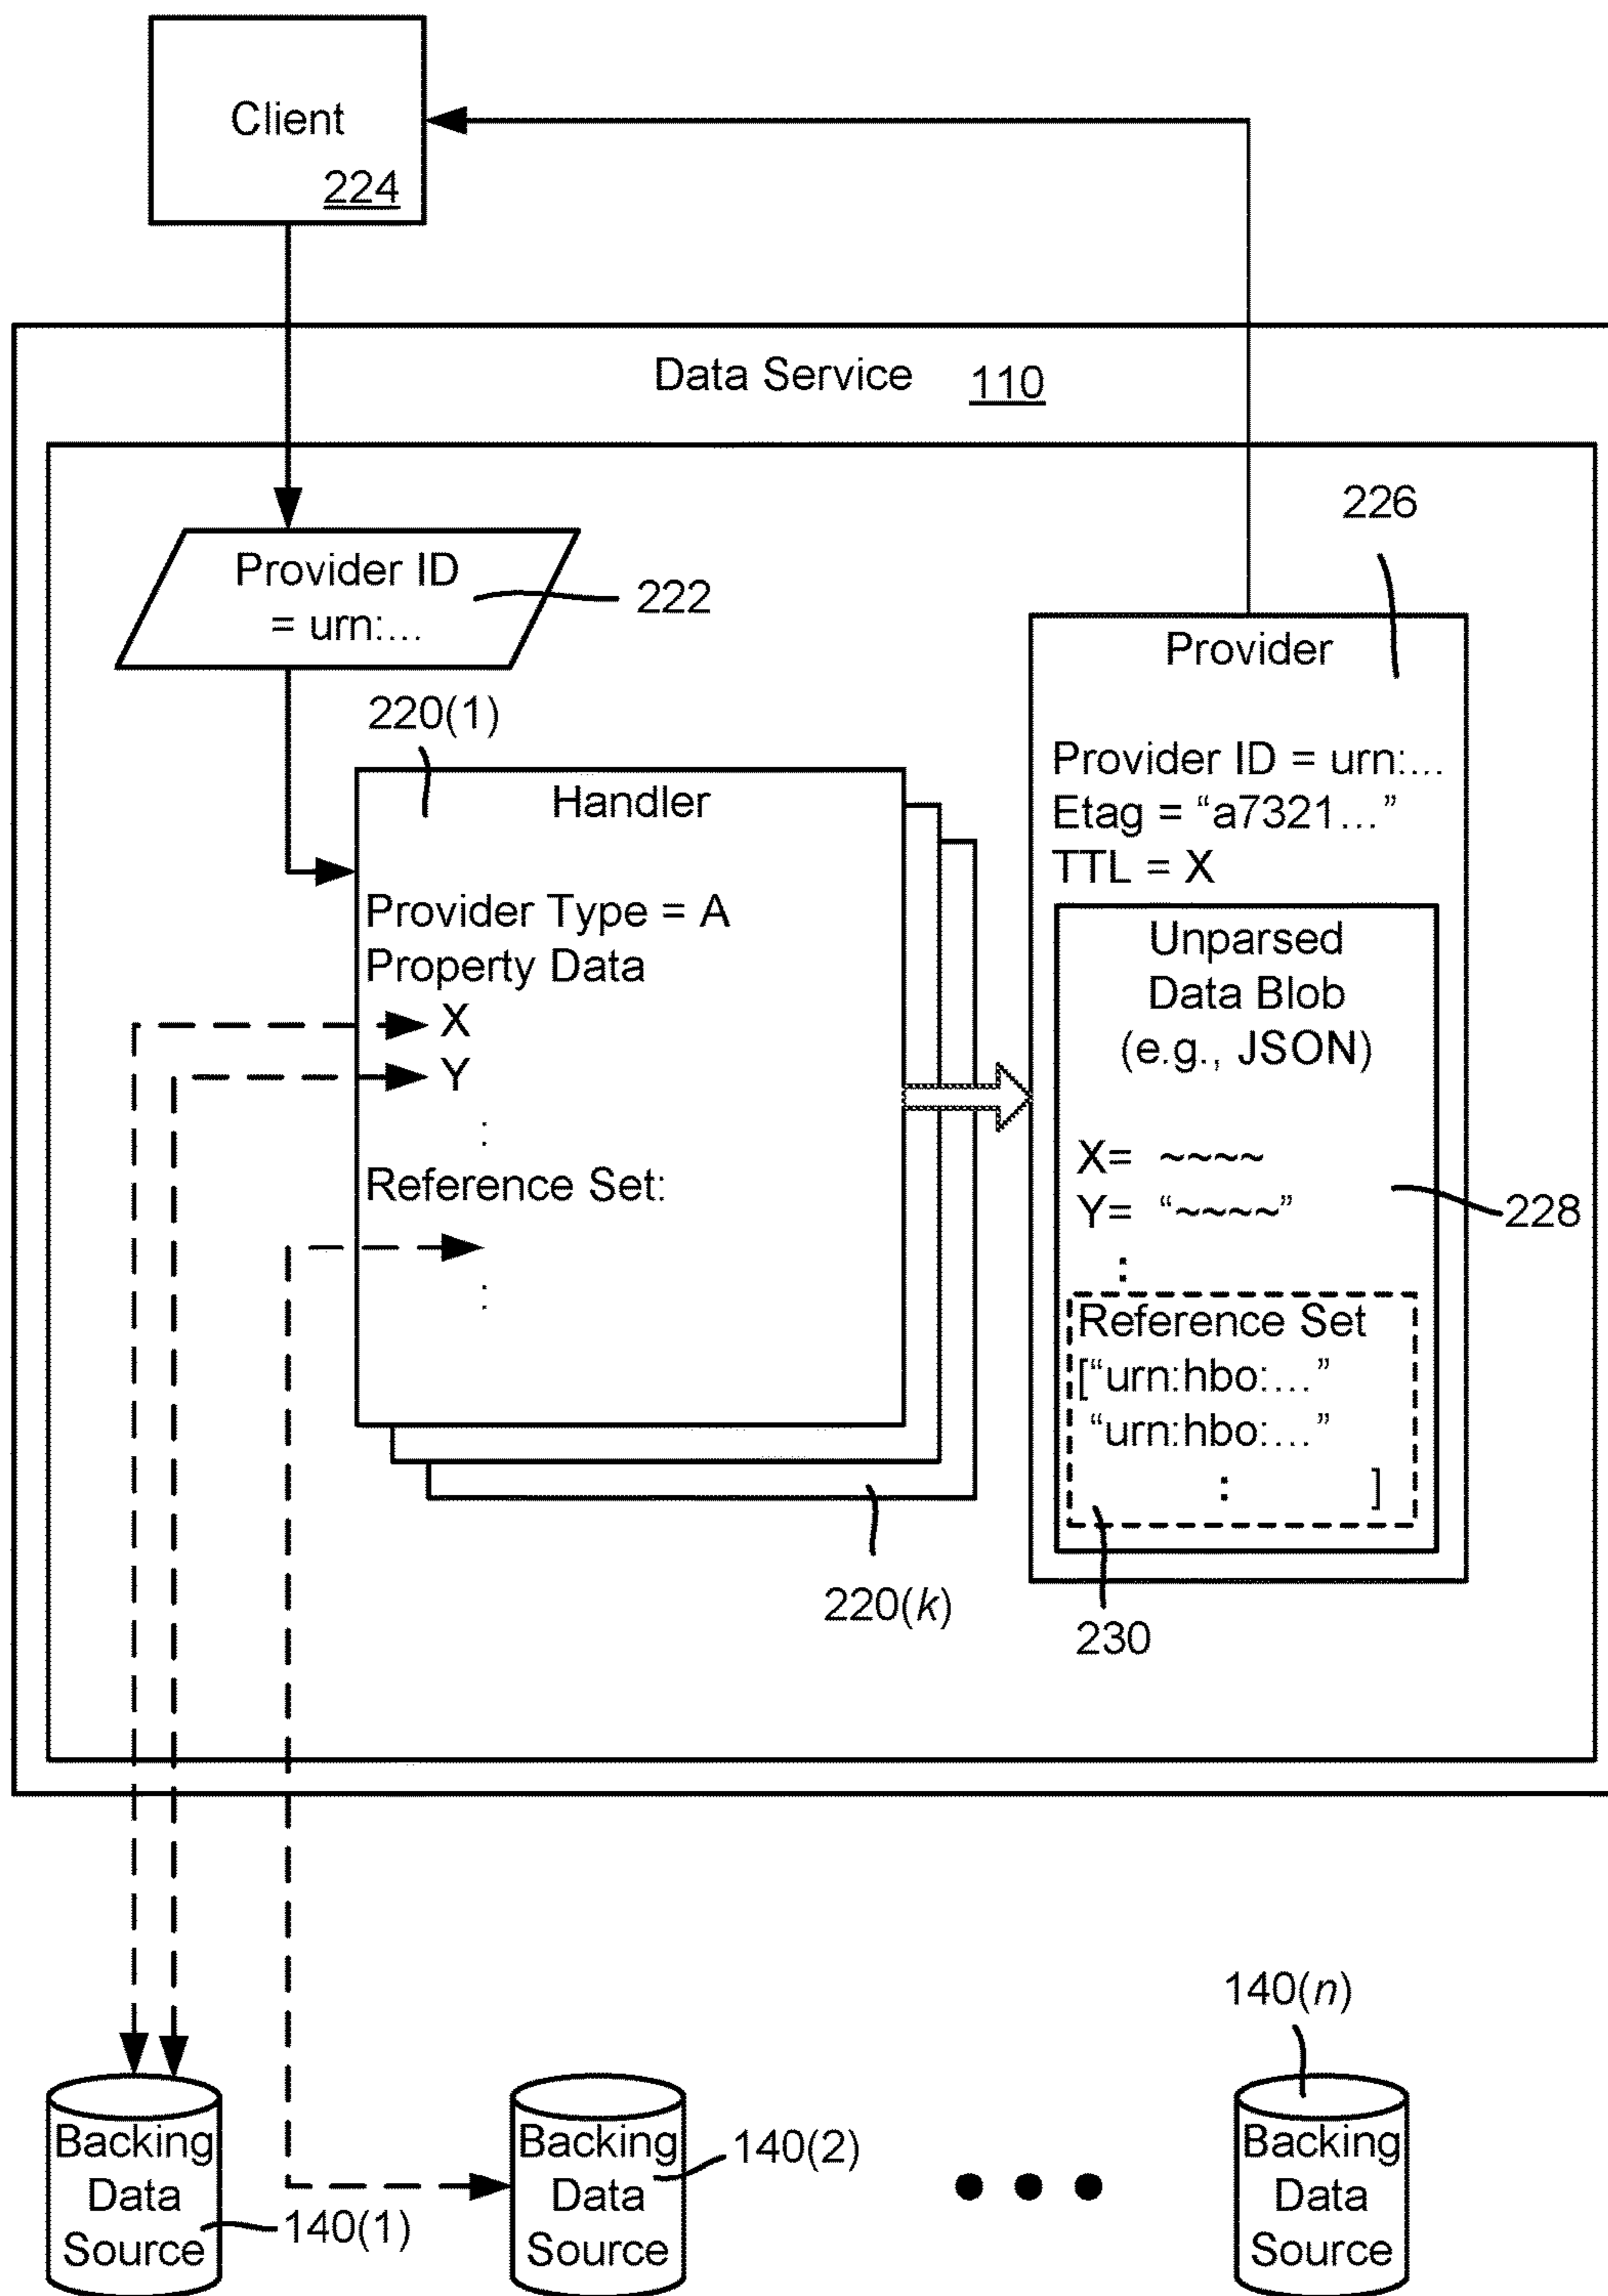 Client
224
Data Service 110
226
Provider ID
= urn:...
222
Provider
220(1)
Provider ID = urn:...
Etag = “a7321...”
TTL = X
Handler
Provider Type = A
Property Data
X
Y
:
Reference Set:
:
Unparsed
Data Blob
(e.g., JSON)
X= ~~~~
Y= “~~~~”
:
228
Reference Set
[“urn:hbo:...”
“urn:hbo:...”
: ]
220(k)
230
140(n)
Backing
Data
Source
140(1)
Backing
Data
Source
140(2)
Backing
Data
Source